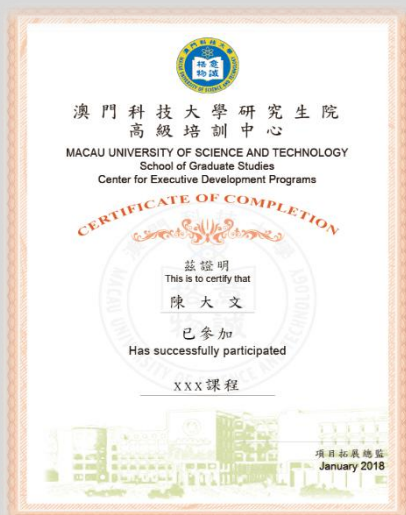 澳門科技大學研究生院
高級培訓中心
MACAU UNIVERSITY OF SCIENCE AND TECHNOLOGY
School of Graduate Studies
Center for Executive Development Programs
CERTIFICATE OF COMPLETION
茲證明
This is to certify that
陳大文
已參加
Has successfully participated
xxx課程
項目拓展總監
January 2018